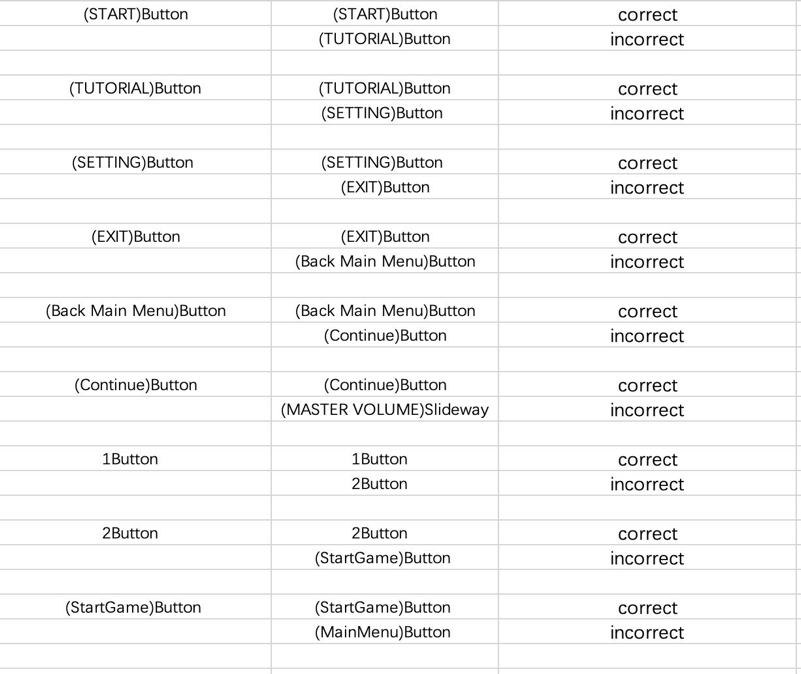 (START)Button (START)Button correct
(TUTORIAL)Button incorrect
(TUTORIAL)Button (TUTORIAL)Button correct
(SETTING)Button incorrect
(SETTING)Button (SETTING)Button correct
(EXIT)Button incorrect
(EXIT)Button (EXIT)Button correct
(Back Main Menu)Button incorrect
(Back Main Menu)Button (Back Main Menu)Button correct
(Continue)Button incorrect
(Continue)Button (Continue)Button correct
(MASTER VOLUME)Slideway incorrect
1Button 1Button correct
2Button incorrect
2Button 2Button correct
(StartGame)Button incorrect
(StartGame)Button (StartGame)Button correct
(MainMenu)Button incorrect